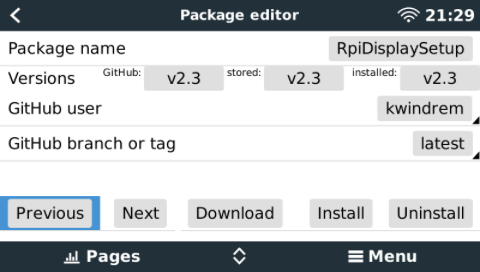 Package editor 21:29
Package name RpiDisplaySetup
Versions GitHub: v2.3 stored: v2.3 installed: v2.3
GitHub user kwindrem
GitHub branch or tag latest
Previous Next Download Install Uninstall
Pages Menu